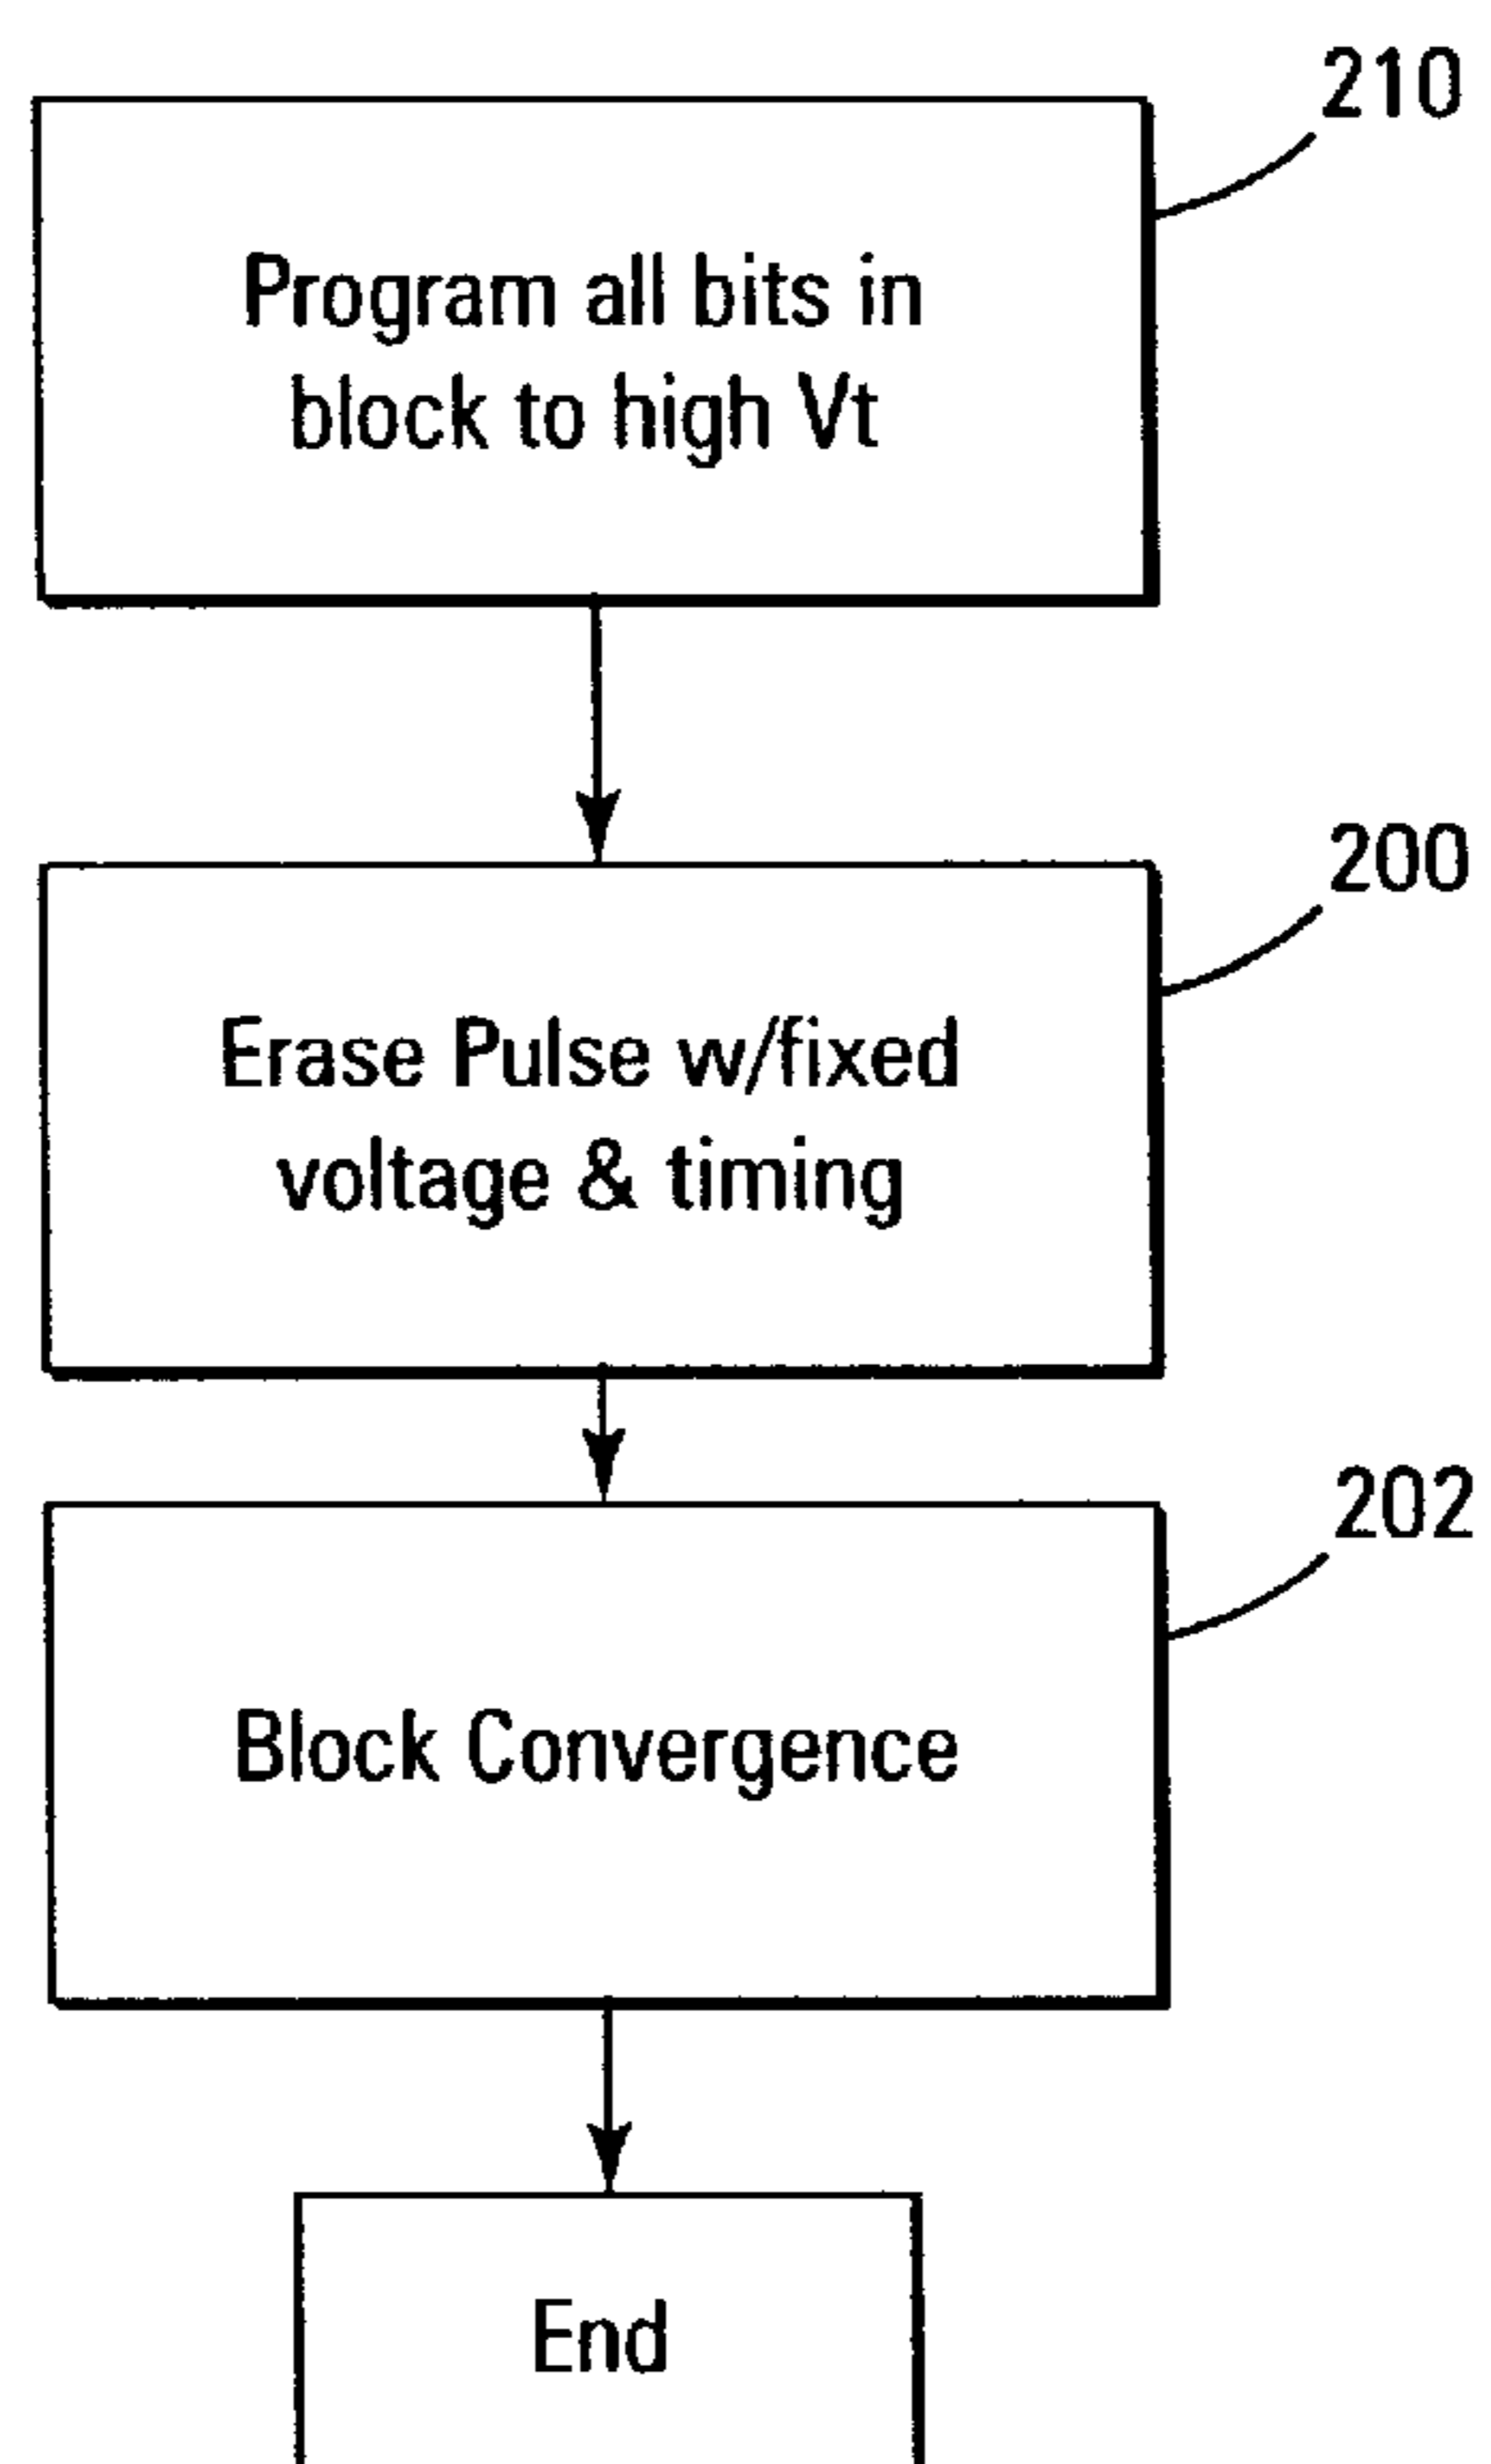 210
Program all bits in
block to high Vt
200
Erase Pulse w/fixed
voltage & timing
202
Block Convergence
End